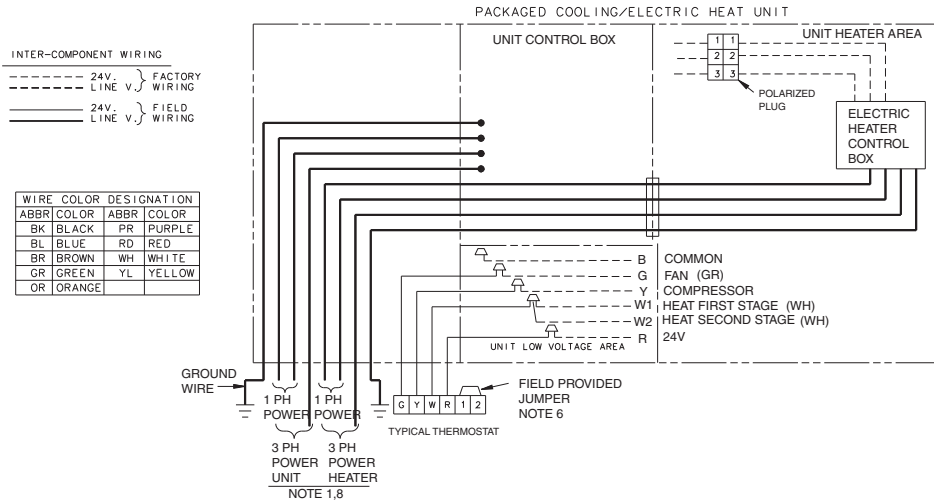 PACKAGED COOLING/ELECTRIC HEAT UNIT
INTER-COMPONENT WIRING
24V.
LINE V.
FACTORY
WIRING
24V.
LINE V.
FIELD
WIRING
UNIT CONTROL BOX
UNIT HEATER AREA
1 1
2 2
3 3
POLARIZED
PLUG
ELECTRIC
HEATER
CONTROL
BOX
WIRE COLOR DESIGNATION
ABBR COLOR ABBR COLOR
BK BLACK PR PURPLE
BL BLUE RD RED
BR BROWN WH WHITE
GR GREEN YL YELLOW
OR ORANGE
B COMMON
G FAN (GR)
Y COMPRESSOR
W1 HEAT FIRST STAGE (WH)
W2 HEAT SECOND STAGE (WH)
R 24V
UNIT LOW VOLTAGE AREA
GROUND
WIRE
1 PH
POWER
1 PH
POWER
G Y W R 1 2
FIELD PROVIDED
JUMPER
NOTE 6
TYPICAL THERMOSTAT
3 PH
POWER
UNIT
3 PH
POWER
HEATER
NOTE 1,8